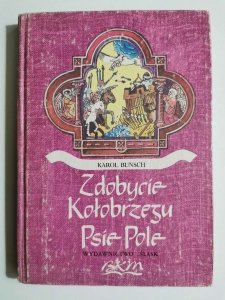 KAROL BUNSCH
Zdobycie
Kołobrzegu
Psie Pole
WYDAWNICTWO „ŚLĄSK"